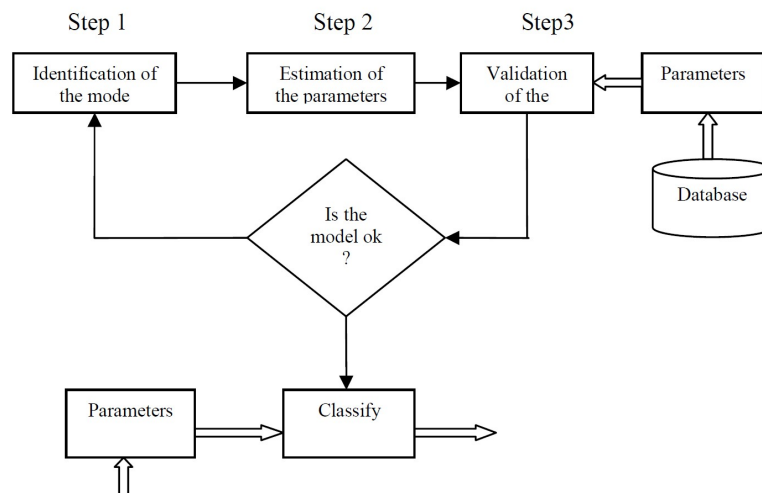 Step 1
Step 2
Step3
Identification of
the mode
Estimation of
the parameters
Validation
of the
Parameters
Database
Is the
model ok
?
Parameters
Classify